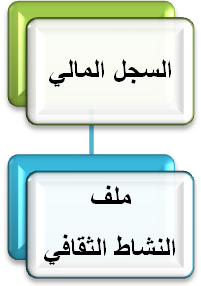 السجل المالي
ملف
النشاط الثقافي